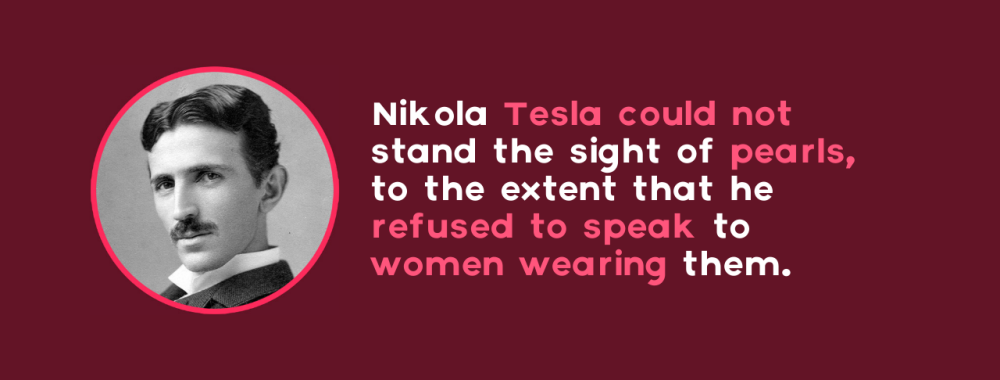 Nikola Tesla could not
stand the sight of pearls,
to the extent that he
refused to speak to
women wearing them.